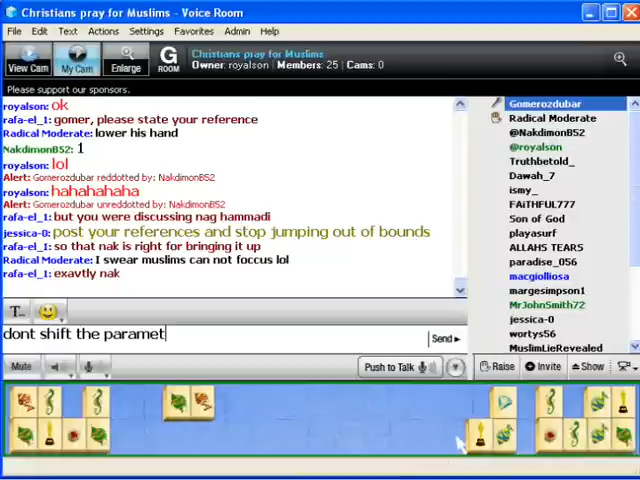 Christians pray for Muslims - Voice Room
File Edit Text Actions Settings Favorites Admin Help
View Cam My Cam Enlarge G ROOM
Christians pray for Muslims
Owner: royalson | Members: 25 | Cams: 0
Please support our sponsors.
royalson: ok
rafa-el_1: gomer, please state your reference
Radical Moderate: lower his hand
NakdimonB52: 1
royalson: lol
Alert: Gomerozdubar reddotted by: NakdimonB52
royalson: hahahahaha
Alert: Gomerozdubar unreddotted by: NakdimonB52
rafa-el_1: but you were discussing nag hammadi
jessica-0: post your references and stop jumping out of bounds
rafa-el_1: so that nak is right for bringing it up
Radical Moderate: I swear muslims can not foccus lol
rafa-el_1: exavtly nak
Gomerozdubar
Radical Moderate
@NakdimonB52
@royalson
Truthbetold_
Dawah_7
ismy_
FAiTHFUL777
Son of God
playasurf
ALLAHS TEARS
paradise_056
macgiolliosa
margesimpson1
MrJohnSmith72
jessica-0
wortys56
MuslimLieRevealed
T...
dont shift the paramet
Send
Mute Push to Talk Raise Invite Show